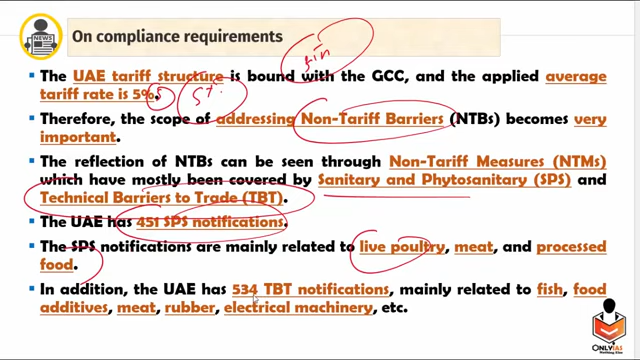 NEWS
On compliance requirements
The UAE tariff structure is bound with the GCC, and the applied average
tariff rate is 5%.
Therefore, the scope of addressing Non-Tariff Barriers (NTBs) becomes very
important.
The reflection of NTBs can be seen through Non-Tariff Measures (NTMs)
which have mostly been covered by Sanitary and Phytosanitary (SPS) and
Technical Barriers to Trade (TBT).
The UAE has 451 SPS notifications.
The SPS notifications are mainly related to live poultry, meat, and processed
food.
In addition, the UAE has 534 TBT notifications, mainly related to fish, food
additives, meat, rubber, electrical machinery, etc.
ONLYIAS